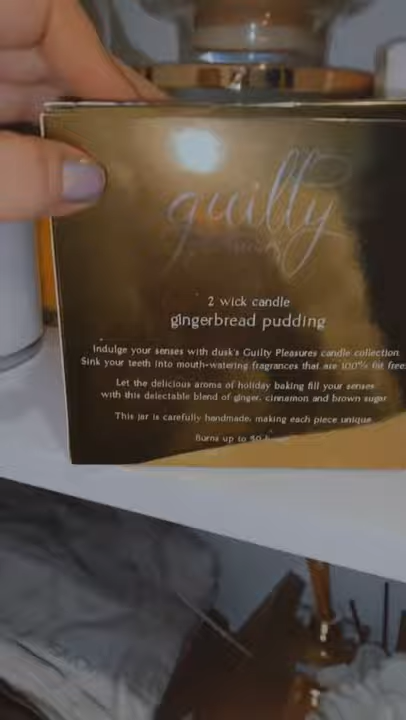 guilty
2 wick candle
gingerbread pudding
Indulge your senses with dusk's Guilty Pleasures candle collection
Sink your teeth into mouth-watering fragrances that are 100% fat free
Let the delicious aroma of holiday baking fill your senses
with this delectable blend of ginger, cinnamon and brown sugar
This jar is carefully handmade, making each piece unique
Burns up to